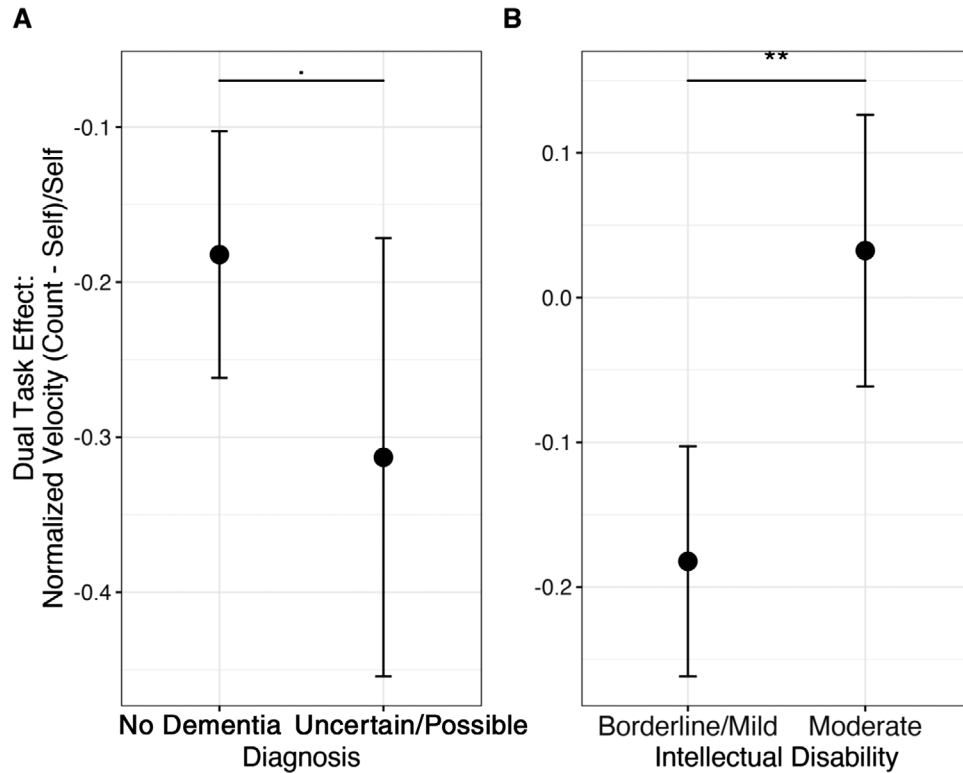 A
B
.
**
Dual Task Effect:
Normalized Velocity (Count - Self)/Self
-0.1
-0.2
-0.3
-0.4
0.1
0.0
-0.1
-0.2
No Dementia Uncertain/Possible
Diagnosis
Borderline/Mild Moderate
Intellectual Disability